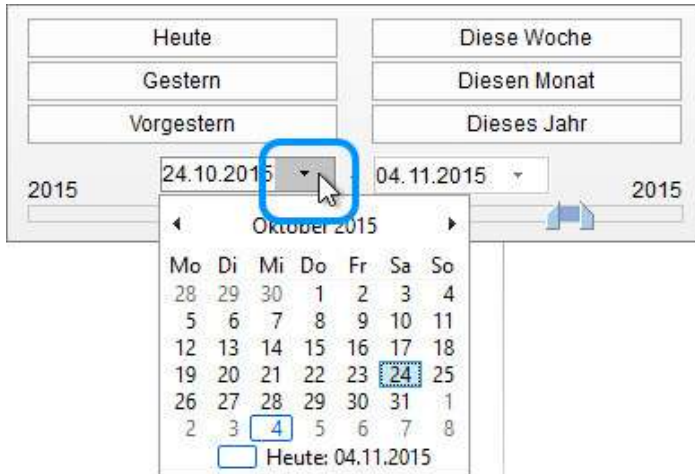 Heute Diese Woche
Gestern Diesen Monat
Vorgestern Dieses Jahr
2015 24.10.2015 - 04.11.2015 2015
Oktober 2015
Mo Di Mi Do Fr Sa So
28 29 30 1 2 3 4
5 6 7 8 9 10 11
12 13 14 15 16 17 18
19 20 21 22 23 24 25
26 27 28 29 30 31 1
2 3 4 5 6 7 8
Heute: 04.11.2015